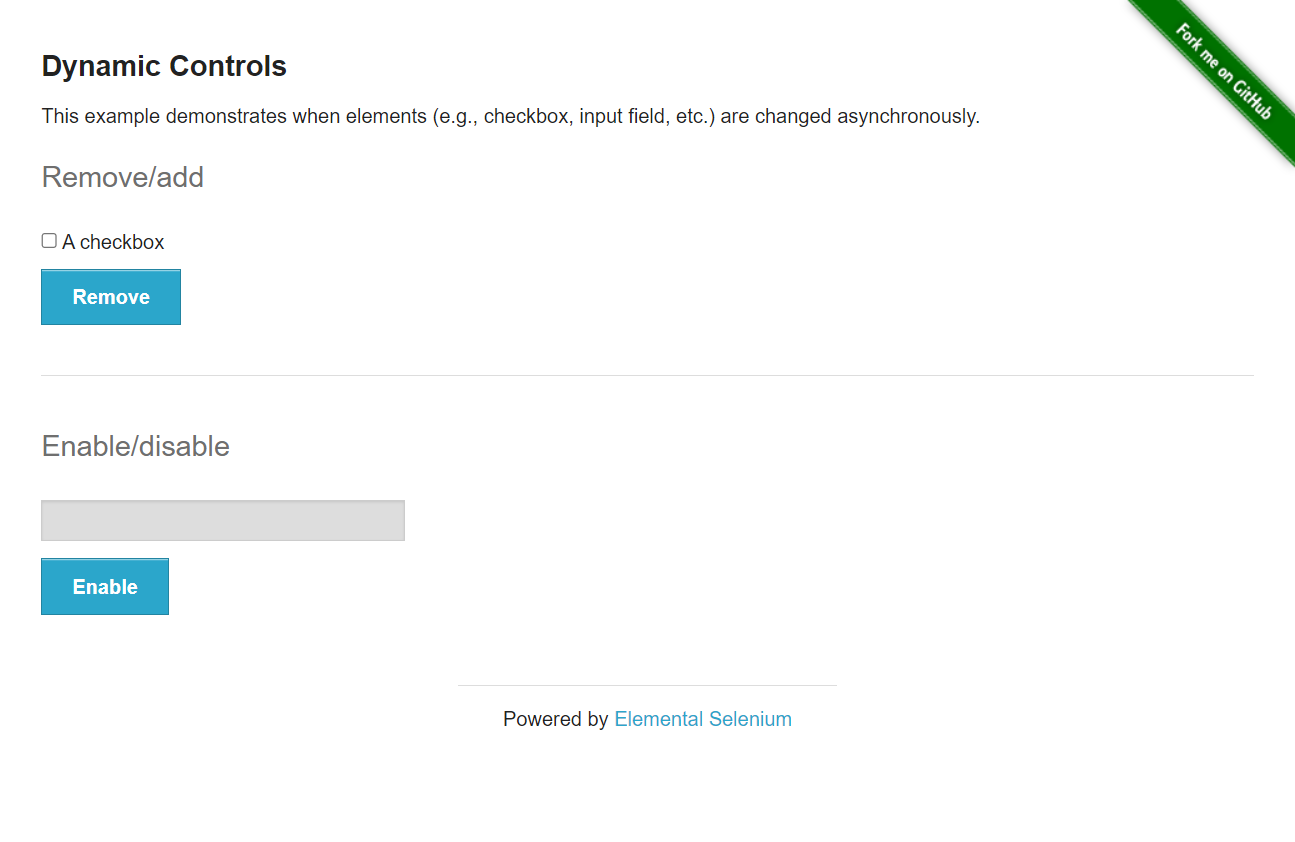 Fork me on GitHub
Dynamic Controls
This example demonstrates when elements (e.g., checkbox, input field, etc.) are changed asynchronously.
Remove/add
A checkbox
Remove
Enable/disable
Enable
Powered by Elemental Selenium